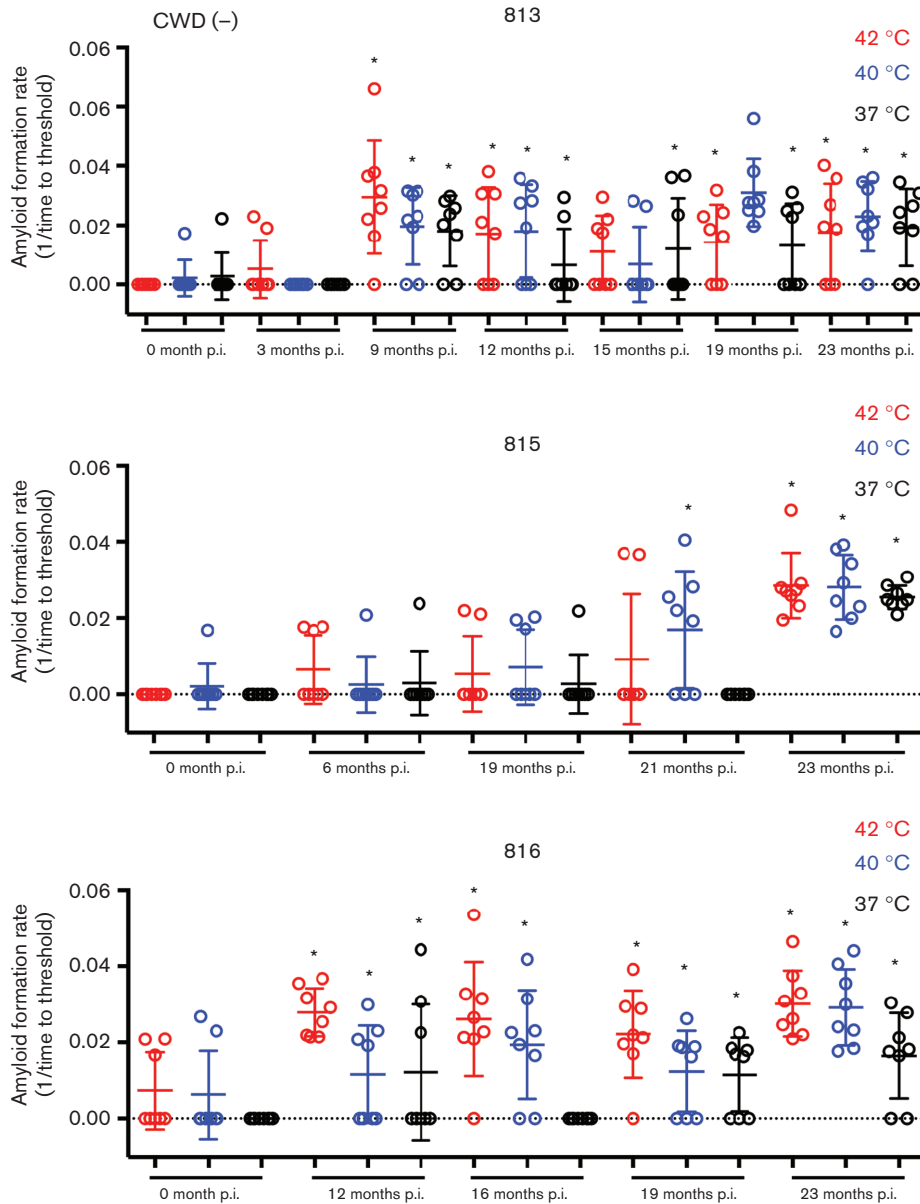 CWD (–)
813
42 °C
40 °C
37 °C
Amyloid formation rate
(1/time to threshold)
0.06
0.06
0.04
0.02
0.00
* * * * * * * * * * * * *
0 month p.i.
3 months p.i.
9 months p.i.
12 months p.i.
15 months p.i.
19 months p.i.
23 months p.i.
815
42 °C
40 °C
37 °C
Amyloid formation rate
(1/time to threshold)
0.06
0.04
0.02
0.00
* * * *
0 month p.i.
6 months p.i.
19 months p.i.
21 months p.i.
23 months p.i.
816
42 °C
40 °C
37 °C
Amyloid formation rate
(1/time to threshold)
0.06
0.04
0.02
0.00
* * * * * * * * * * *
0 month p.i.
12 months p.i.
16 months p.i.
19 months p.i.
23 months p.i.